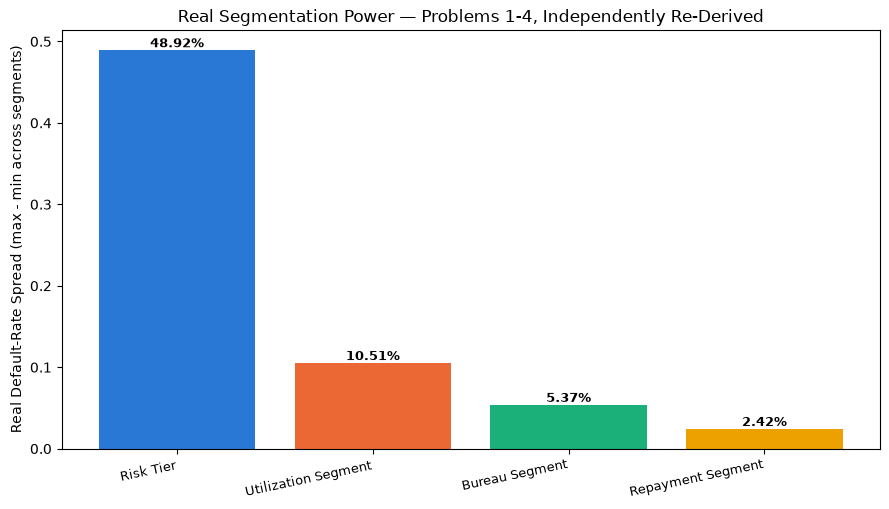 Real Segmentation Power — Problems 1-4, Independently Re-Derived
Real Default-Rate Spread (max - min across segments)
0.5
0.4
0.3
0.2
0.1
0.0
48.92%
10.51%
5.37%
2.42%
Risk Tier
Utilization Segment
Bureau Segment
Repayment Segment